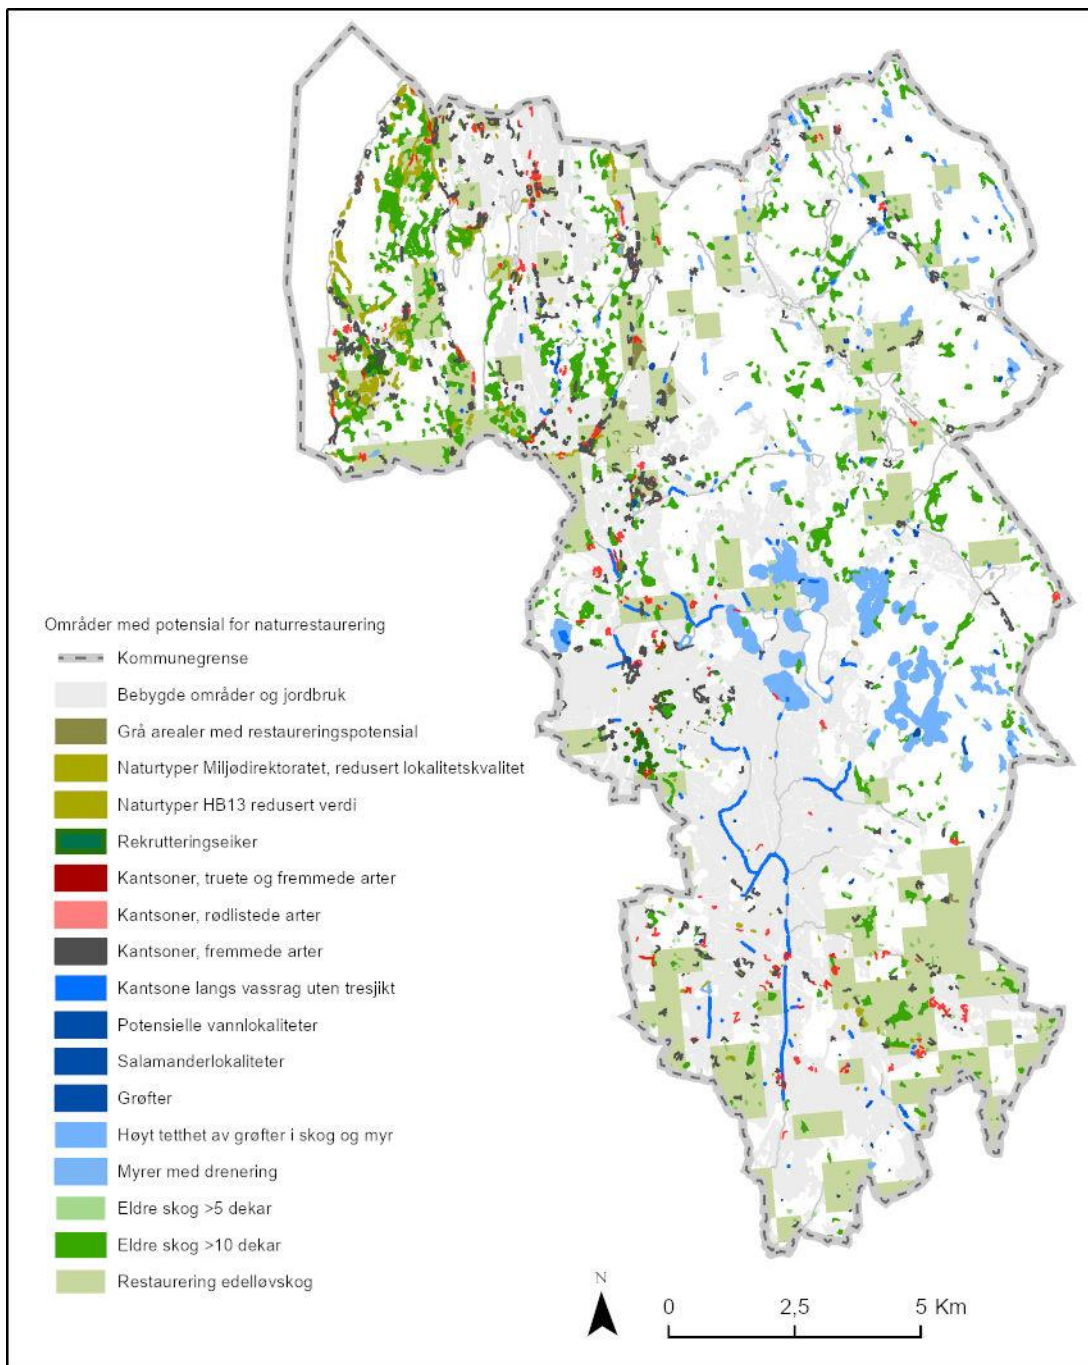 Områder med potensial for naturrestaurering
Kommunegrense
Bebygde områder og jordbruk
Grå arealer med restaureringspotensial
Naturtyper Miljødirektoratet, redusert lokalitetskvalitet
Naturtyper HB13 redusert verdi
Rekrutteringseiker
Kantsoner, truete og fremmede arter
Kantsoner, rødlistede arter
Kantsoner, fremmede arter
Kantsone langs vassrag uten tresjikt
Potensielle vannlokaliteter
Salamanderlokaliteter
Grøfter
Høyt tetthet av grøfter i skog og myr
Myrer med drenering
Eldre skog >5 dekar
Eldre skog >10 dekar
Restaurering edelløvskog
N
0 2,5 5 Km